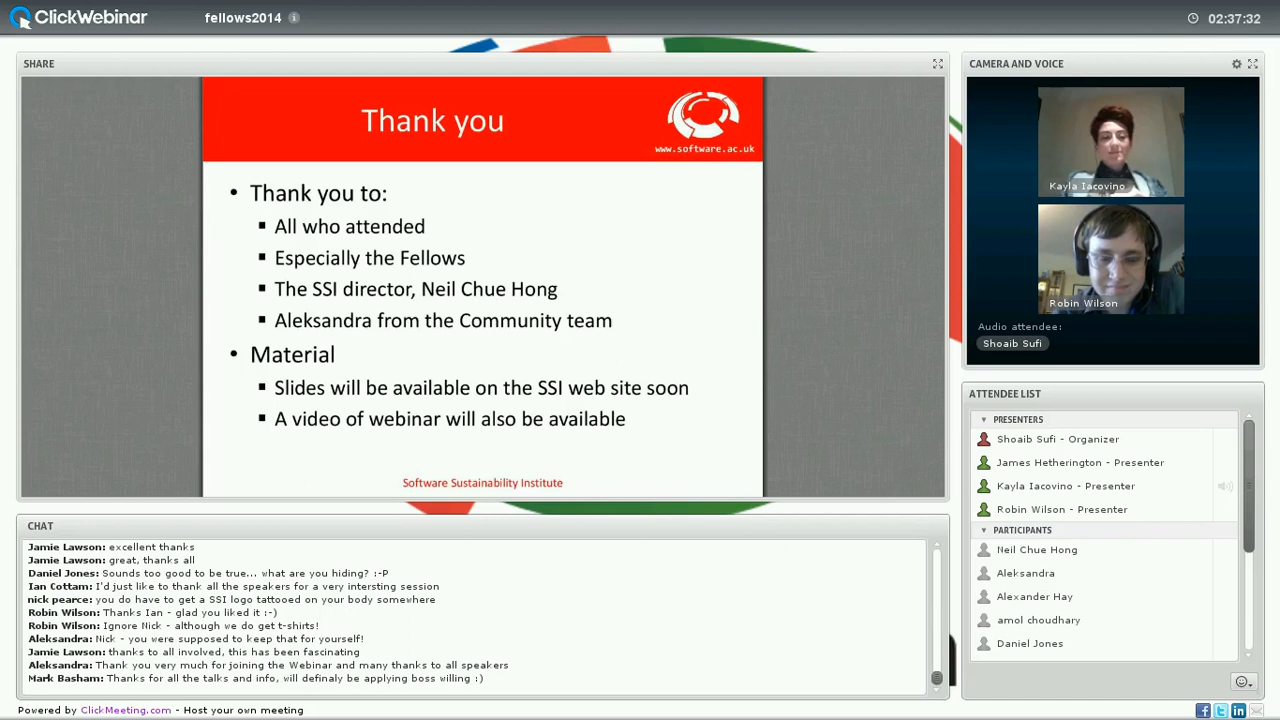 ClickWebinar
fellows2014
02:37:32
SHARE
Thank you
www.software.ac.uk
• Thank you to:
▪ All who attended
▪ Especially the Fellows
▪ The SSI director, Neil Chue Hong
▪ Aleksandra from the Community team
• Material
▪ Slides will be available on the SSI web site soon
▪ A video of webinar will also be available
Software Sustainability Institute
CAMERA AND VOICE
Kayla Iacovino
Robin Wilson
Audio attendee:
Shoaib Sufi
ATTENDEE LIST
PRESENTERS
Shoaib Sufi - Organizer
James Hetherington - Presenter
Kayla Iacovino - Presenter
Robin Wilson - Presenter
PARTICIPANTS
Neil Chue Hong
Aleksandra
Alexander Hay
amol choudhary
Daniel Jones
CHAT
Jamie Lawson: excellent thanks
Jamie Lawson: great, thanks all
Daniel Jones: Sounds too good to be true... what are you hiding? :-P
Ian Cottam: I'd just like to thank all the speakers for a very intersting session
nick pearce: you do have to get a SSI logo tattooed on your body somewhere
Robin Wilson: Thanks Ian - glad you liked it :-)
Robin Wilson: Ignore Nick - although we do get t-shirts!
Aleksandra: Nick - you were supposed to keep that for yourself!
Jamie Lawson: thanks to all involved, this has been fascinating
Aleksandra: Thank you very much for joining the Webinar and many thanks to all speakers
Mark Basham: Thanks for all the talks and info, will definaly be applying boss willing :)
Powered by ClickMeeting.com - Host your own meeting